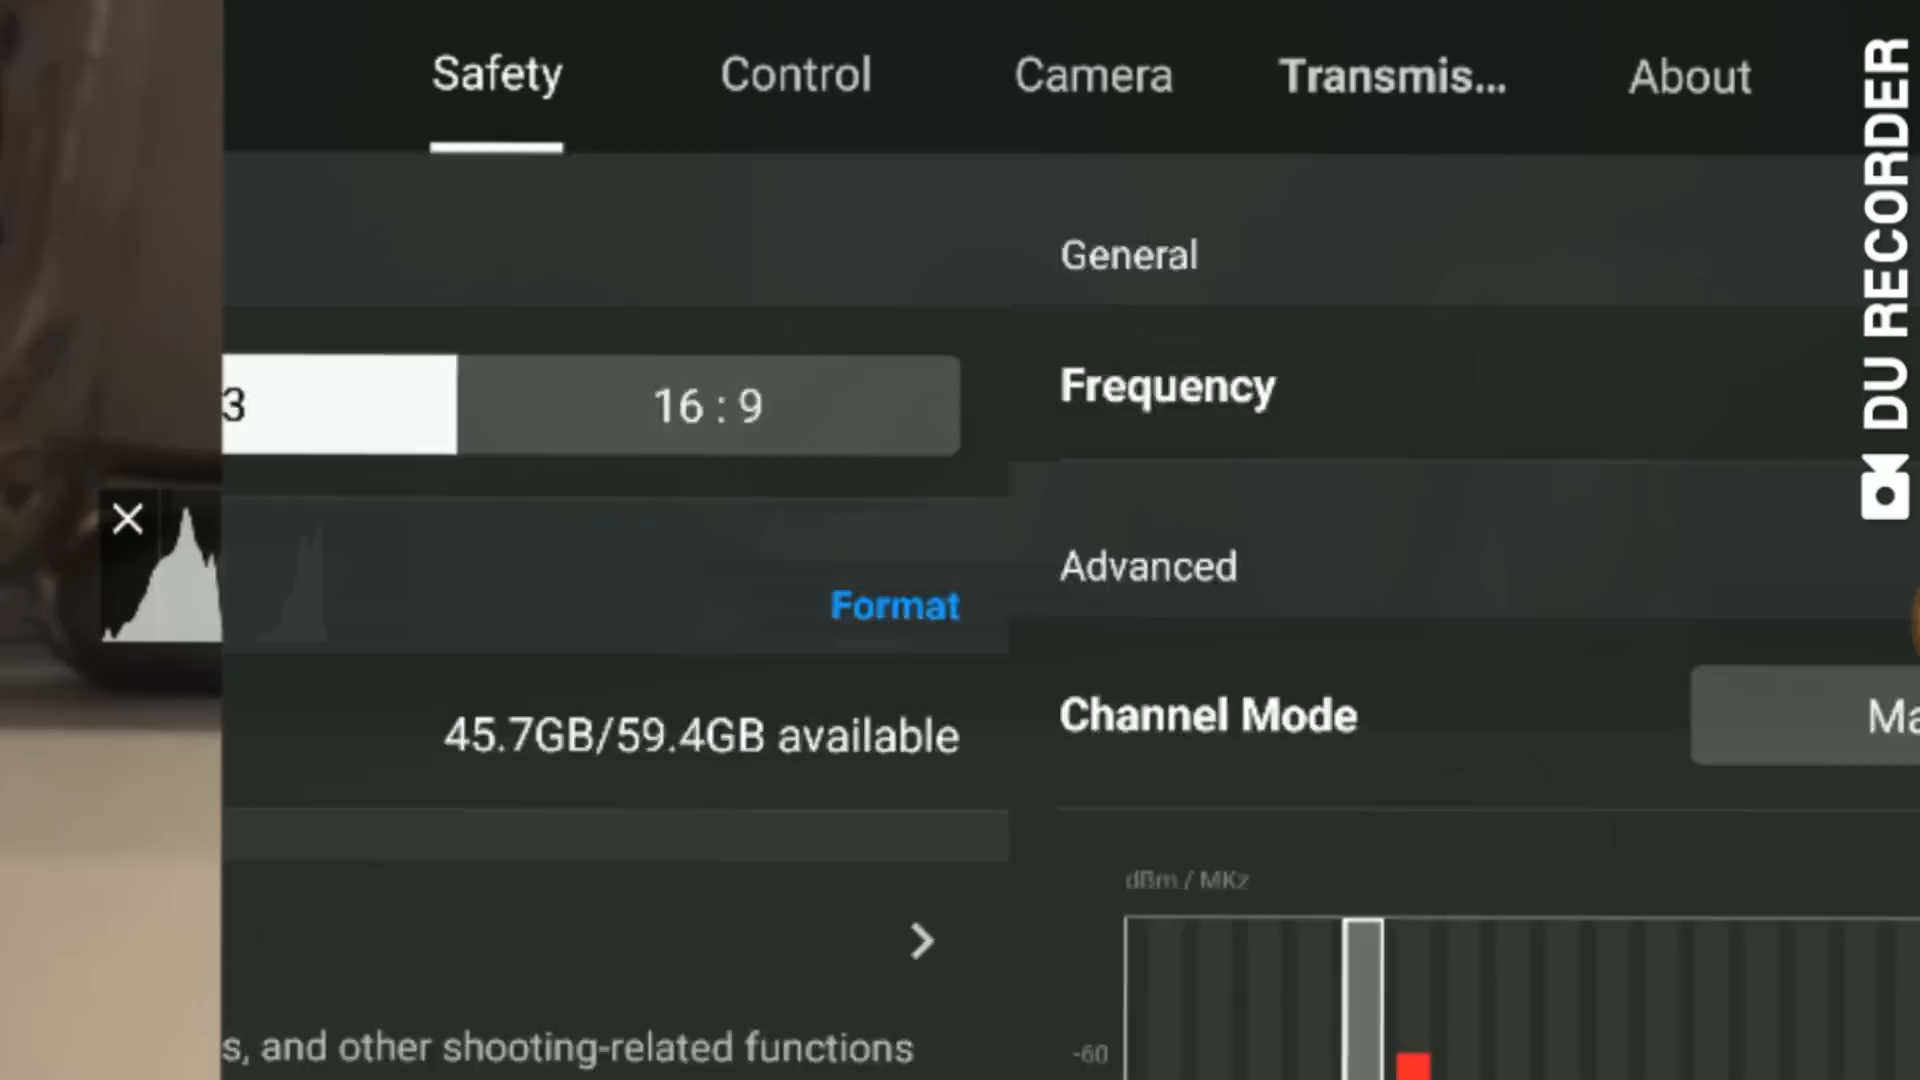 Safety Control Camera Transmis... About
DU RECORDER
General
3 16 : 9
Frequency
Advanced
Format
45.7GB/59.4GB available
Channel Mode
Ma
dBm / MKz
s, and other shooting-related functions
-60